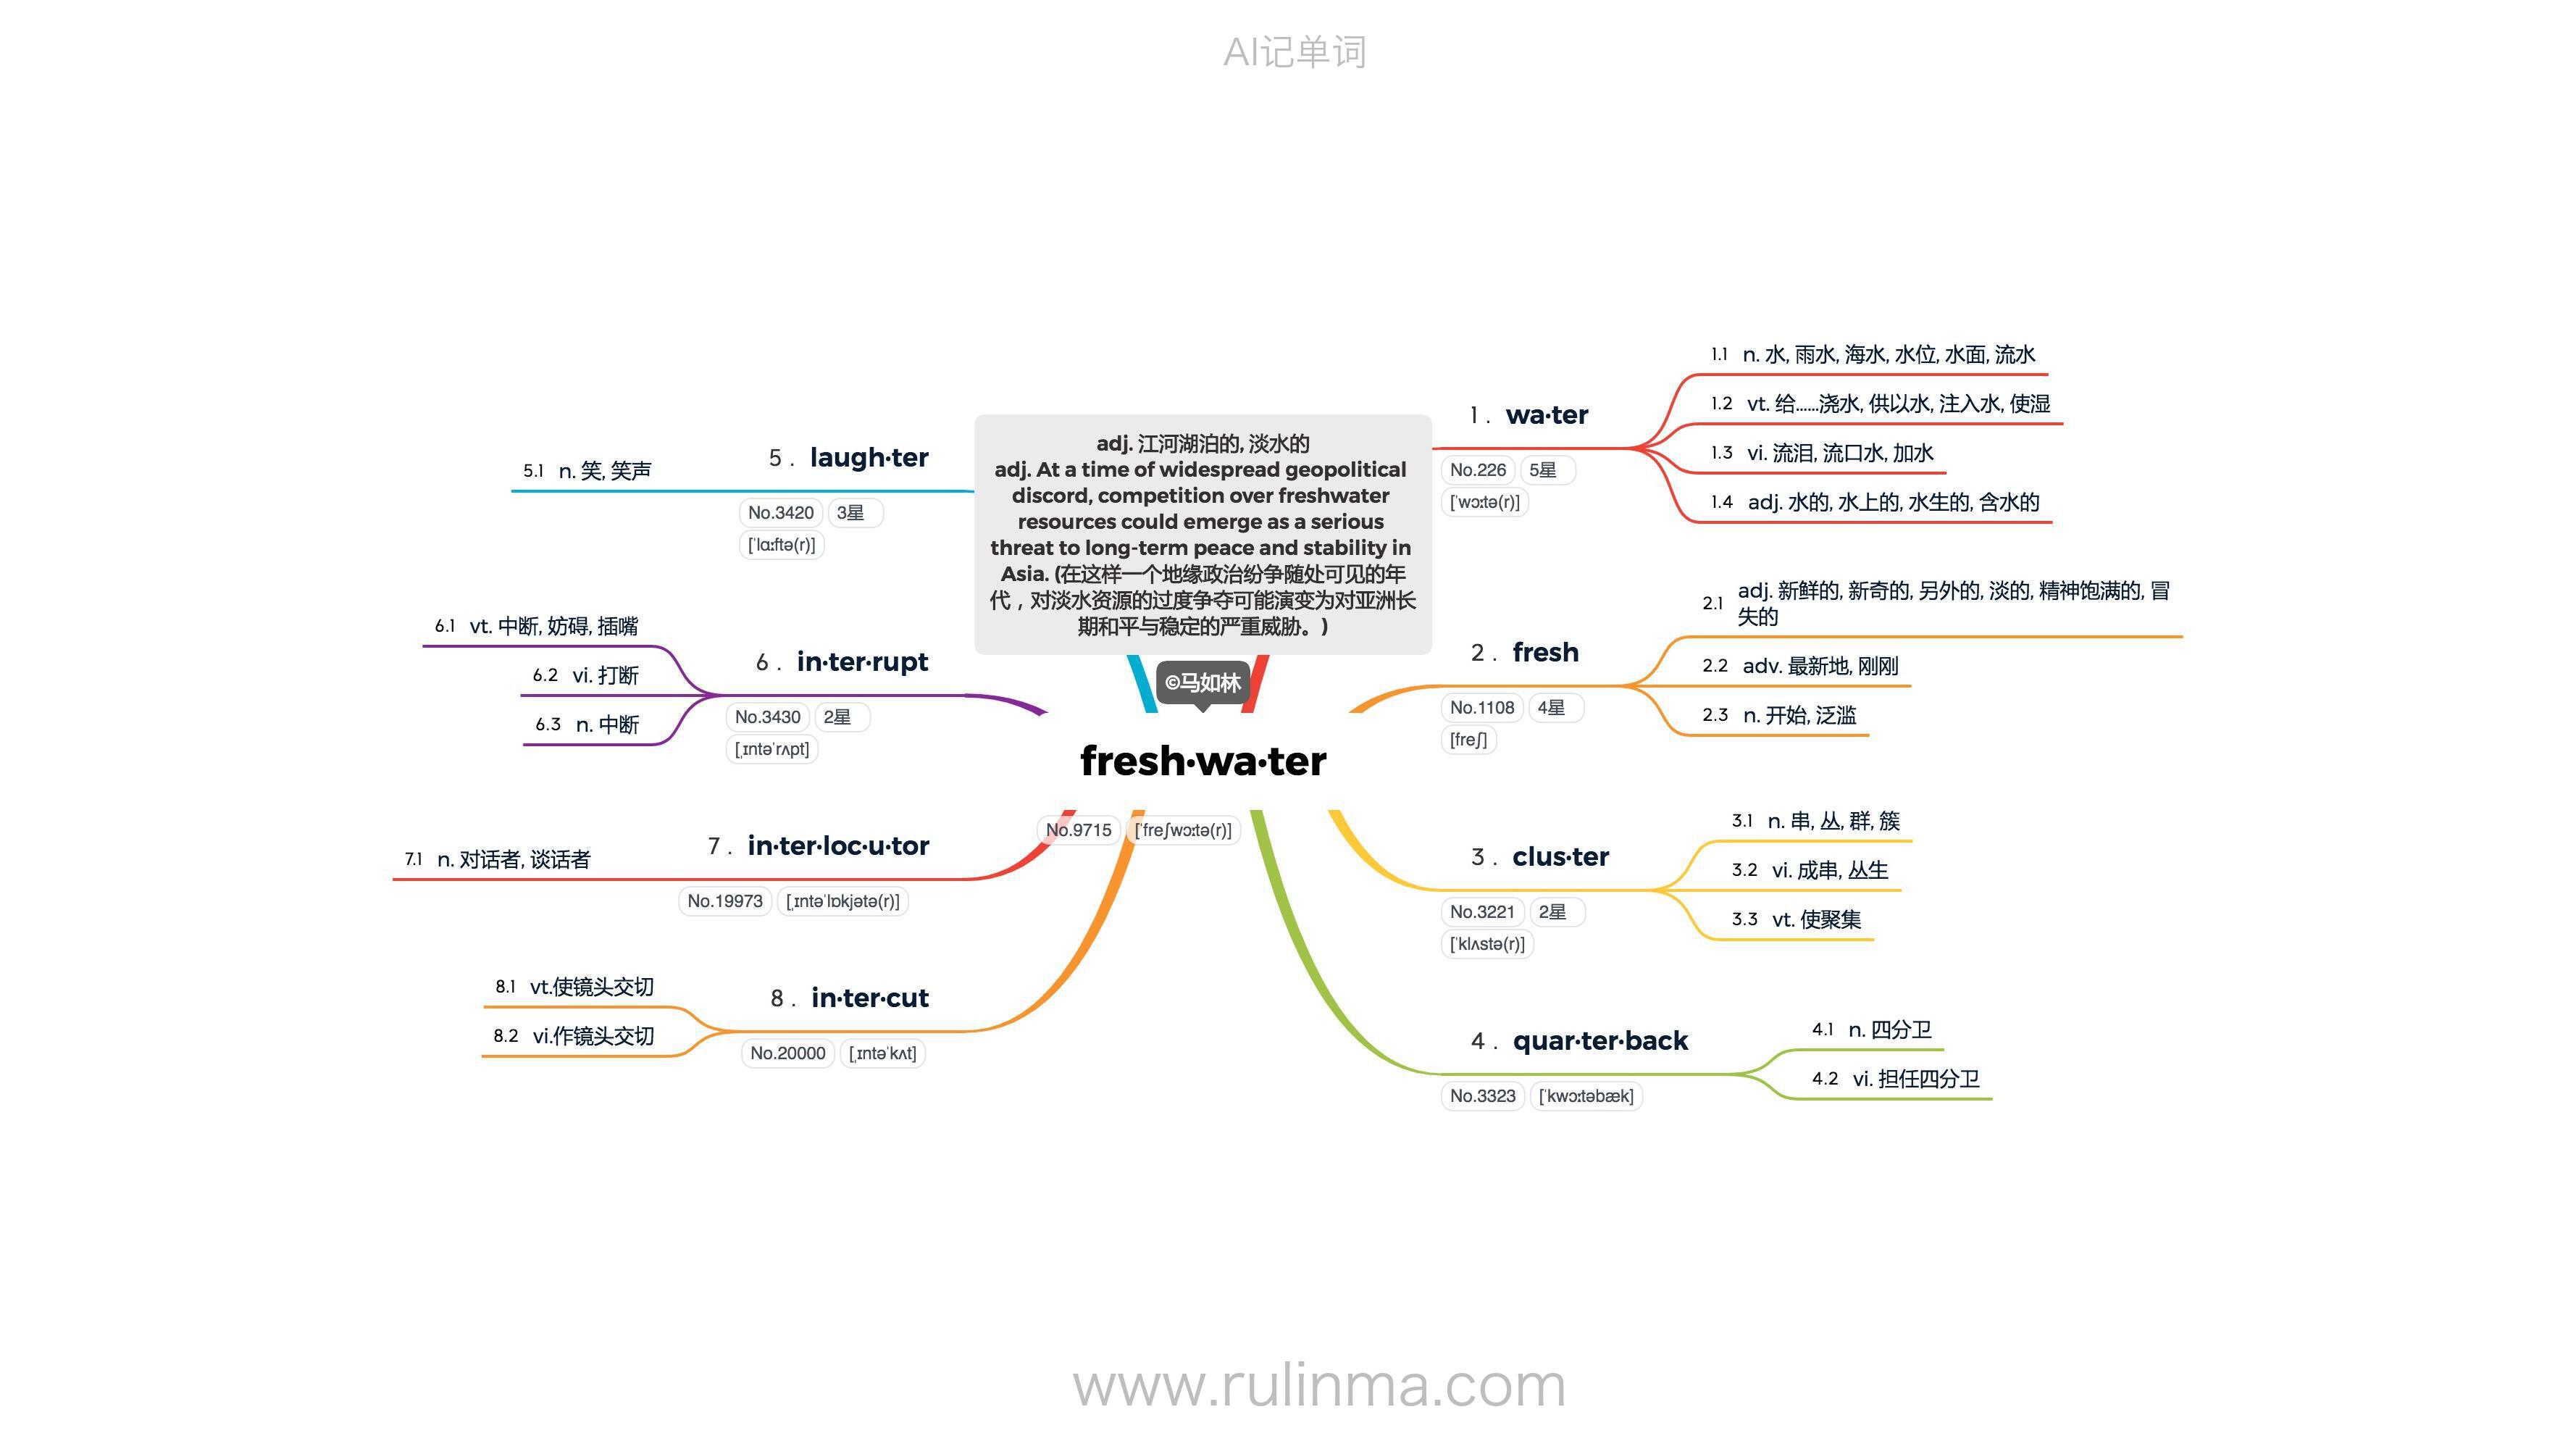 AI记单词
adj. 江河湖泊的, 淡水的
adj. At a time of widespread geopolitical
discord, competition over freshwater
resources could emerge as a serious
threat to long-term peace and stability in
Asia. (在这样一个地缘政治纷争随处可见的年
代，对淡水资源的过度争夺可能演变为对亚洲长
期和平与稳定的严重威胁。)
©马如林
fresh·wa·ter
No.9715 [ˈfreʃwɔːtə(r)]
1. wa·ter
No.226 5星
[ˈwɔːtə(r)]
1.1 n. 水, 雨水, 海水, 水位, 水面, 流水
1.2 vt. 给……浇水, 供以水, 注入水, 使湿
1.3 vi. 流泪, 流口水, 加水
1.4 adj. 水的, 水上的, 水生的, 含水的
2. fresh
No.1108 4星
[freʃ]
2.1 adj. 新鲜的, 新奇的, 另外的, 淡的, 精神饱满的, 冒
失的
2.2 adv. 最新地, 刚刚
2.3 n. 开始, 泛滥
3. clus·ter
No.3221 2星
[ˈklʌstə(r)]
3.1 n. 串, 丛, 群, 簇
3.2 vi. 成串, 丛生
3.3 vt. 使聚集
4. quar·ter·back
No.3323 [ˈkwɔːtəbæk]
4.1 n. 四分卫
4.2 vi. 担任四分卫
5. laugh·ter
No.3420 3星
[ˈlɑːftə(r)]
5.1 n. 笑, 笑声
6. in·ter·rupt
No.3430 2星
[ˌɪntəˈrʌpt]
6.1 vt. 中断, 妨碍, 插嘴
6.2 vi. 打断
6.3 n. 中断
7. in·ter·loc·u·tor
No.19973 [ˌɪntəˈlɒkjətə(r)]
7.1 n. 对话者, 谈话者
8. in·ter·cut
No.20000 [ˌɪntəˈkʌt]
8.1 vt.使镜头交切
8.2 vi.作镜头交切
www.rulinma.com